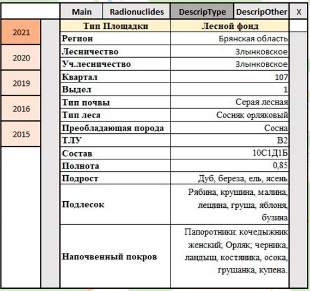 Main Radionuclides DescripType DescripOther X
2021
2020
2019
2016
2015
Тип Площадки Лесной фонд
Регион Брянская область
Лесничество Злынковское
Уч.лесничество Злынковское
Квартал 107
Выдел 1
Тип почвы Серая лесная
Тип леса Сосняк орляковый
Преобладающая порода Сосна
ТЛУ В2
Состав 10С1Д1Б
Полнота 0,85
Подрост Дуб, береза, ель, ясень
Подлесок Рябина, крушина, малина,
лещина, груша, яблоня,
бузина
Напочвенный покров Папоротники: кочедыжник
женский; Орляк; черника,
ландыш, костяника, осока,
грушанка, купена.